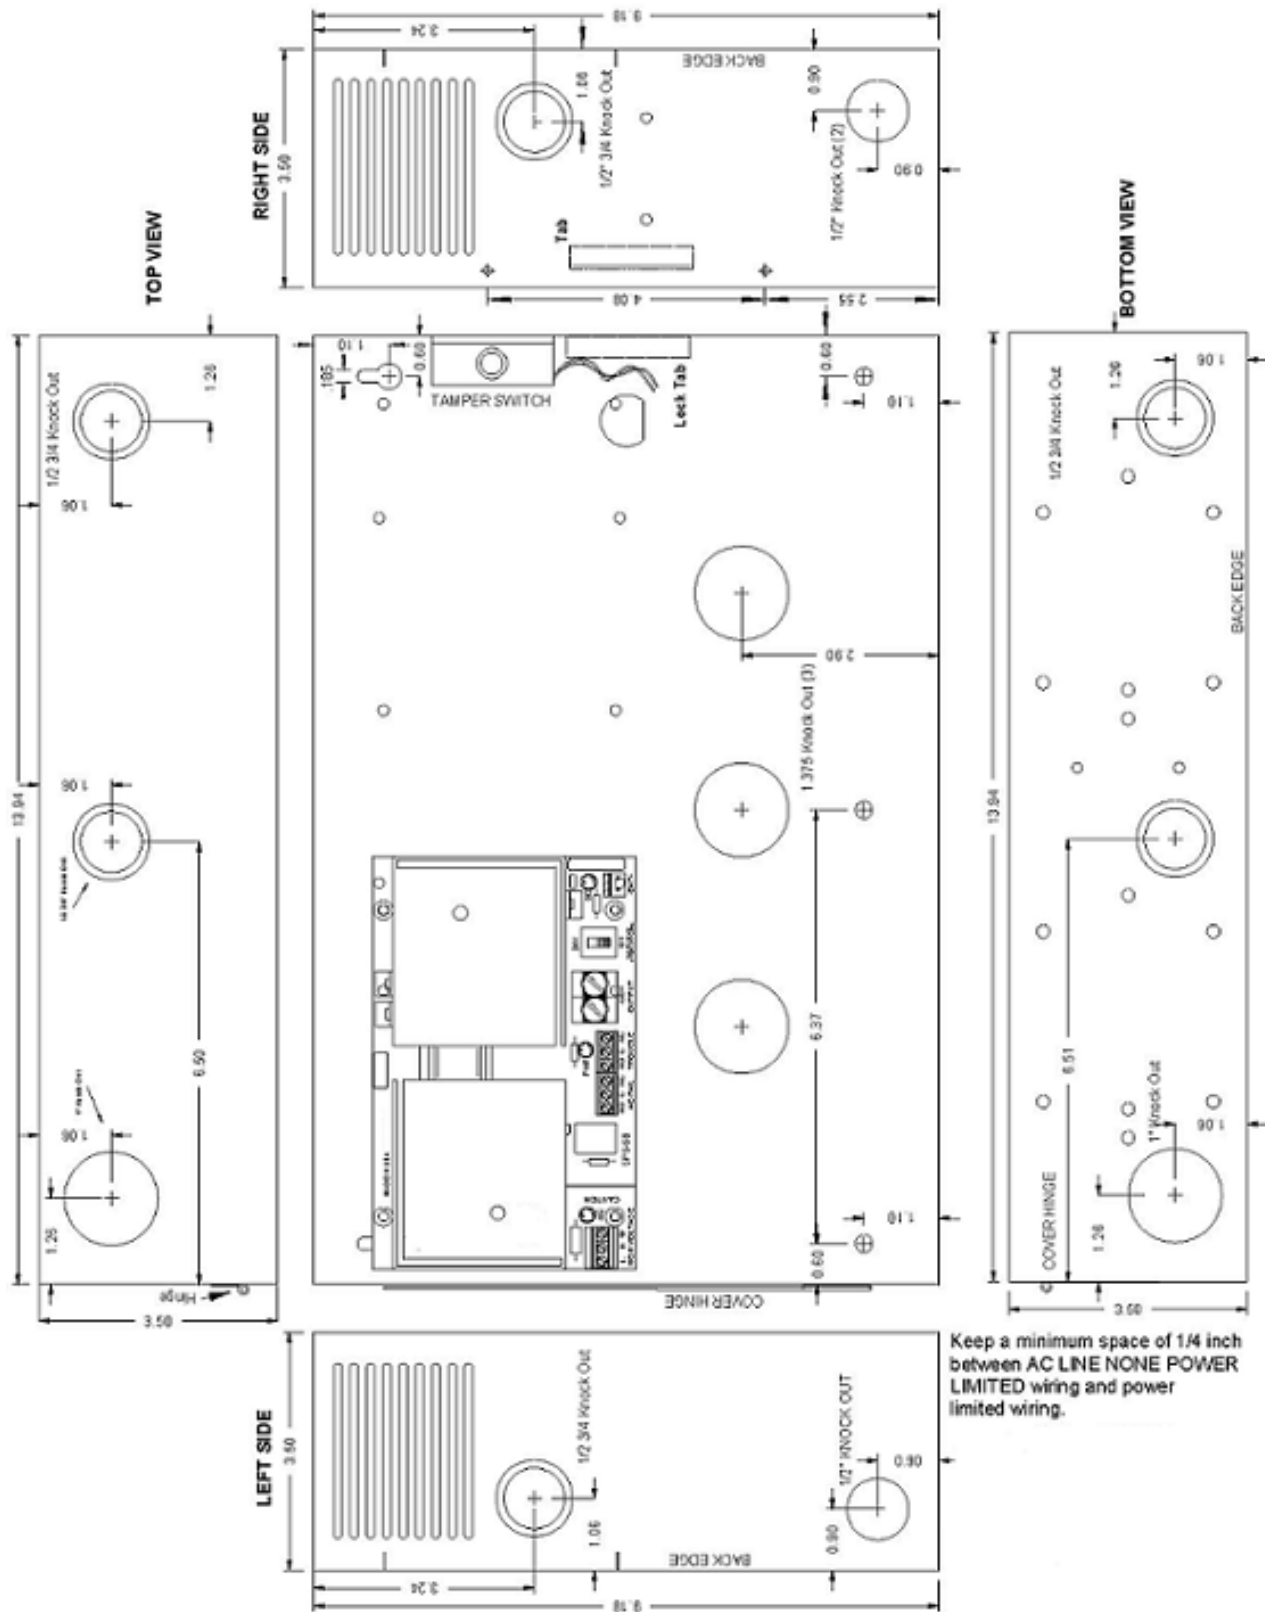 9.18
3.24
BACK EDGE
1.06
0.90
1/2" 3/4 Knock Out
1/2" Knock Out (2)
0.90
RIGHT SIDE
3.50
Tab
4.08
2.55
TOP VIEW
1/2 3/4 Knock Out
1.26
1.06
13.94
1.06
6.50
1.06
1.26
Hinge
3.50
1.10
.185
0.60
TAMPER SWITCH
Lock Tab
0.60
1.10
2.90
1.375 Knock Out (3)
6.37
1.10
0.60
COVER HINGE
BOTTOM VIEW
1/2 3/4 Knock Out
1.26
1.06
BACK EDGE
13.94
6.51
1" Knock Out
1.06
COVER HINGE
1.26
3.50
Keep a minimum space of 1/4 inch
between AC LINE NONE POWER
LIMITED wiring and power
limited wiring.
LEFT SIDE
3.50
1/2 3/4 Knock Out
1.06
1/2" KNOCK OUT
0.90
0.90
BACK EDGE
3.24
9.18